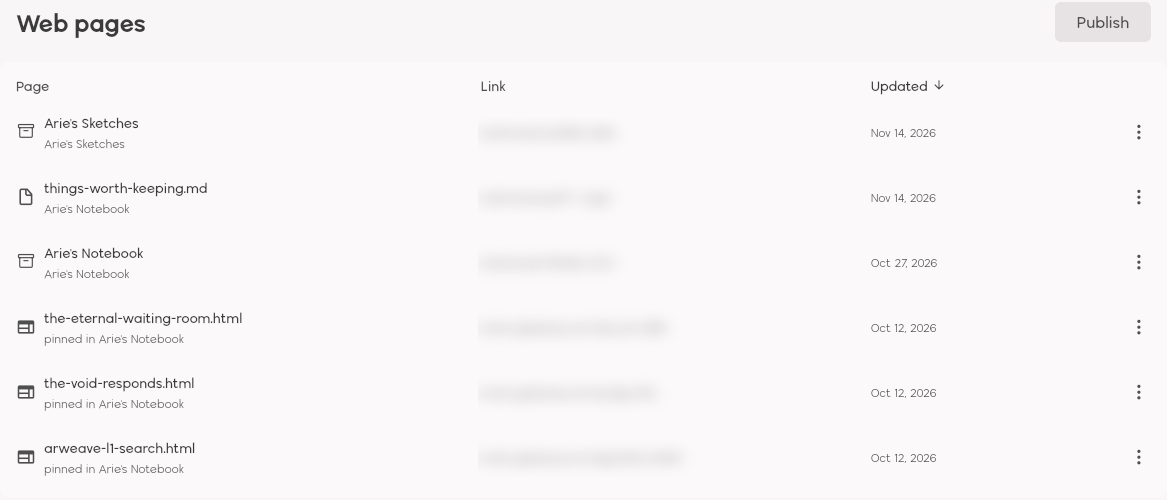 Web pages
Publish
Page Link Updated ↓
Arie's Sketches
Arie's Sketches
Nov 14, 2026
things-worth-keeping.md
Arie's Notebook
Nov 14, 2026
Arie's Notebook
Arie's Notebook
Oct 27, 2026
the-eternal-waiting-room.html
pinned in Arie's Notebook
Oct 12, 2026
the-void-responds.html
pinned in Arie's Notebook
Oct 12, 2026
arweave-l1-search.html
pinned in Arie's Notebook
Oct 12, 2026